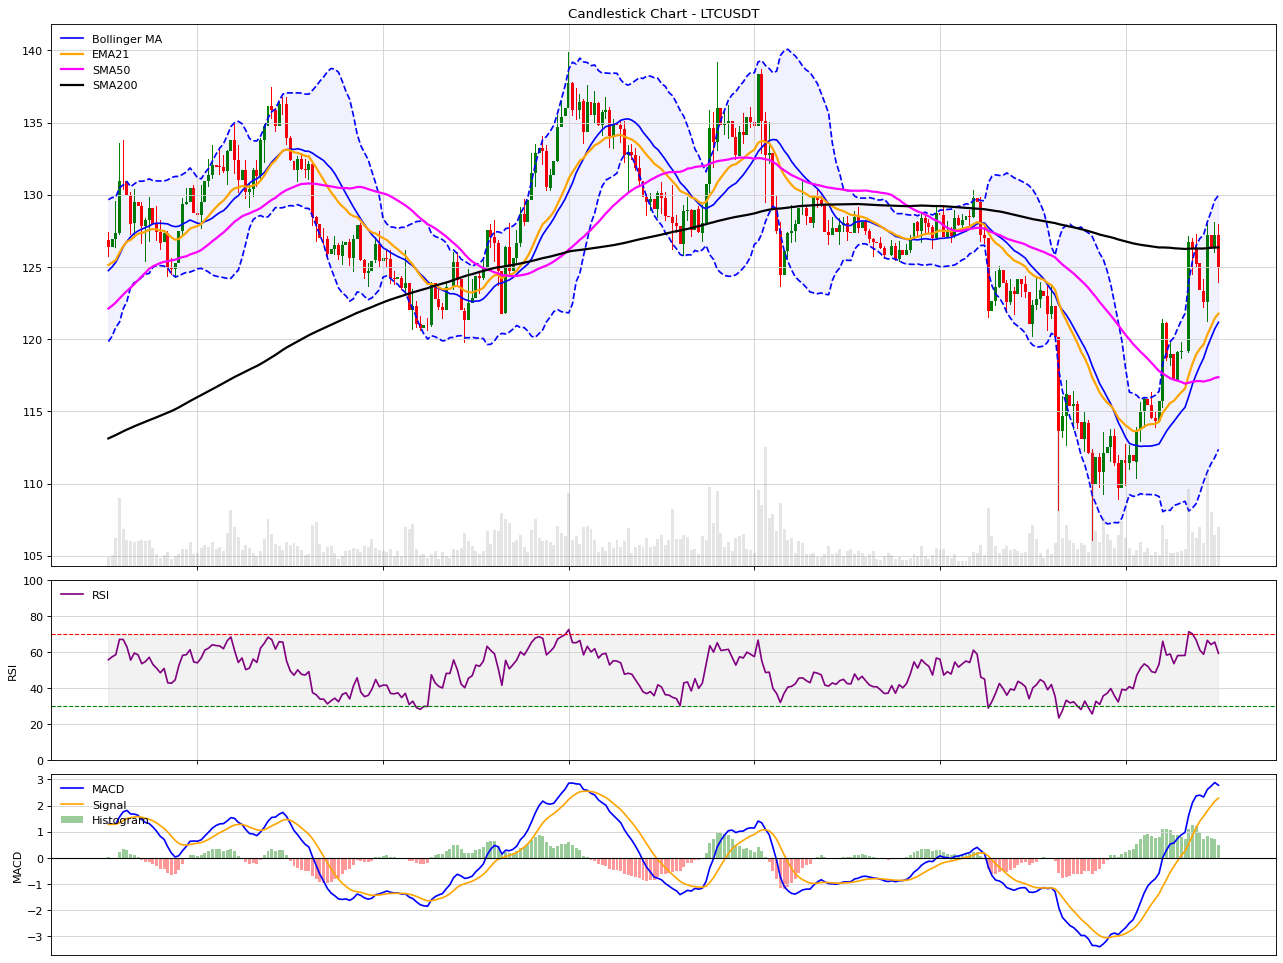 Candlestick Chart - LTCUSDT
Bollinger MA
EMA21
SMA50
SMA200
140
135
130
125
120
115
110
105
100
80
60
40
20
0
RSI
RSI
3
2
1
0
−1
−2
−3
MACD
MACD
Signal
Histogram